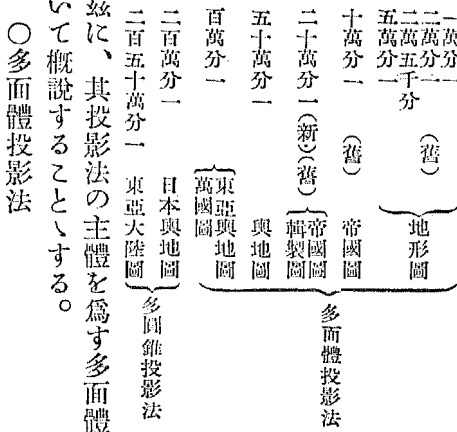 一萬分一
二萬分一 (舊)
二萬五千分
五萬分一
地形圖
十萬分一 (舊) 帝國圖
二十萬分一(新)(舊) 帝國圖
輯製圖
五十萬分一 輿地圖
百萬分一 東亞輿地圖
萬國圖
多面體投影法
二百萬分一 日本輿地圖
二百五十萬分一 東亞大陸圖
多圓錐投影法
玆に、其投影法の主體を爲す多面體
いて概說することゝする。
○多面體投影法